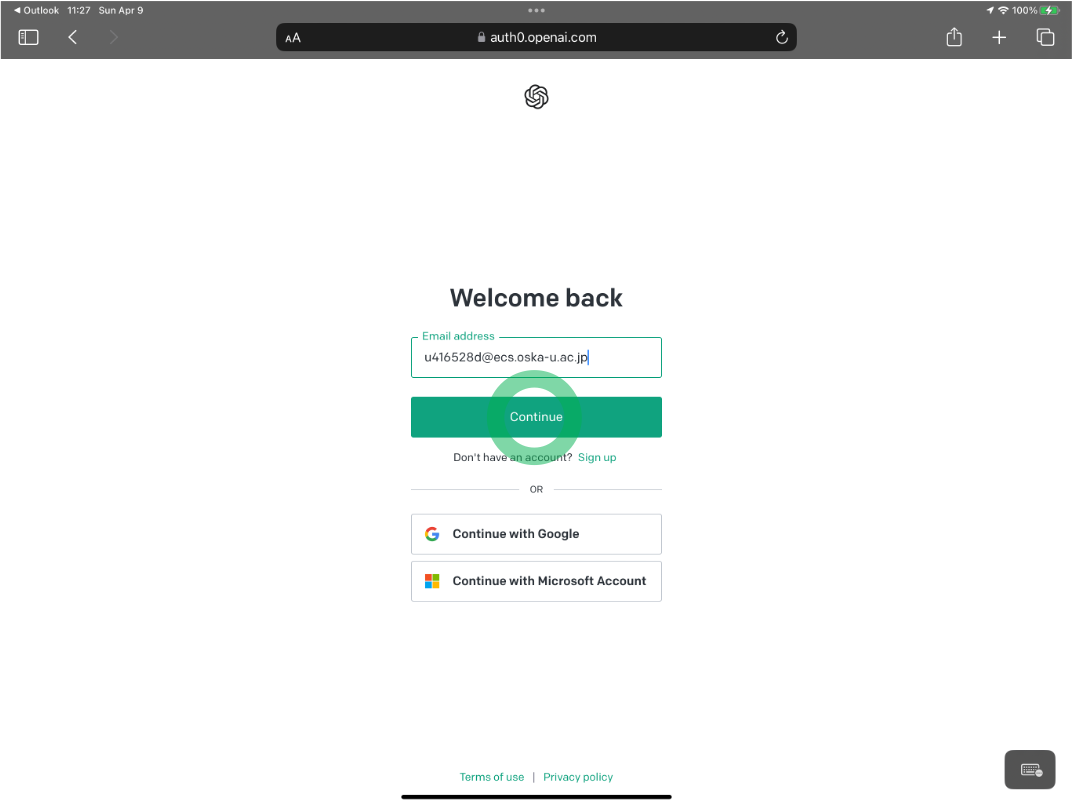 Outlook 11:27 Sun Apr 9
100%
AA
auth0.openai.com
Welcome back
Email address
u416528d@ecs.oska-u.ac.jp
Continue
Don't have an account? Sign up
OR
Continue with Google
Continue with Microsoft Account
Terms of use | Privacy policy